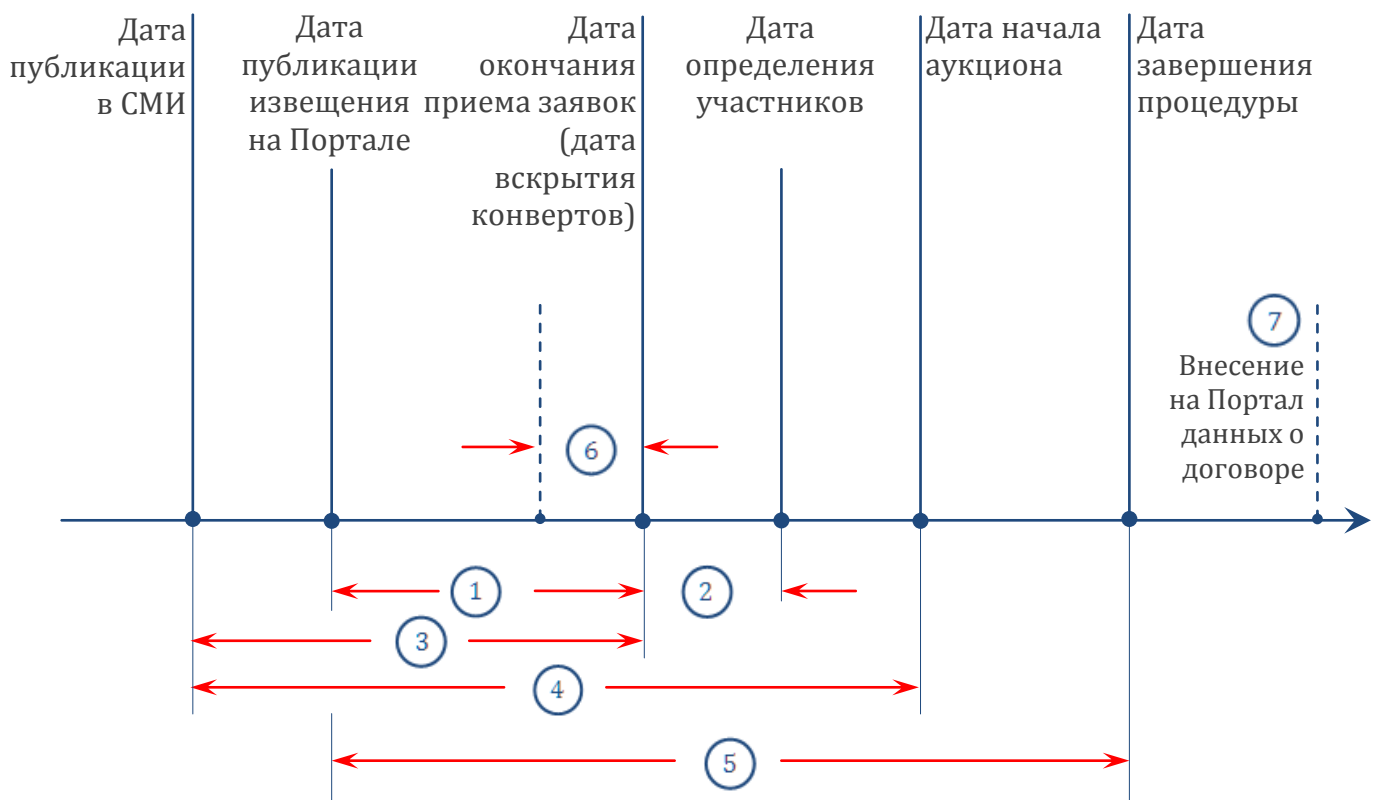 Дата
публикации
в СМИ
Дата
публикации
извещения
на Портале
Дата
окончания
приема заявок
(дата
вскрытия
конвертов)
Дата
определения
участников
Дата начала
аукциона
Дата
завершения
процедуры
7
Внесение
на Портал
данных о
договоре
6
1
2
3
4
5